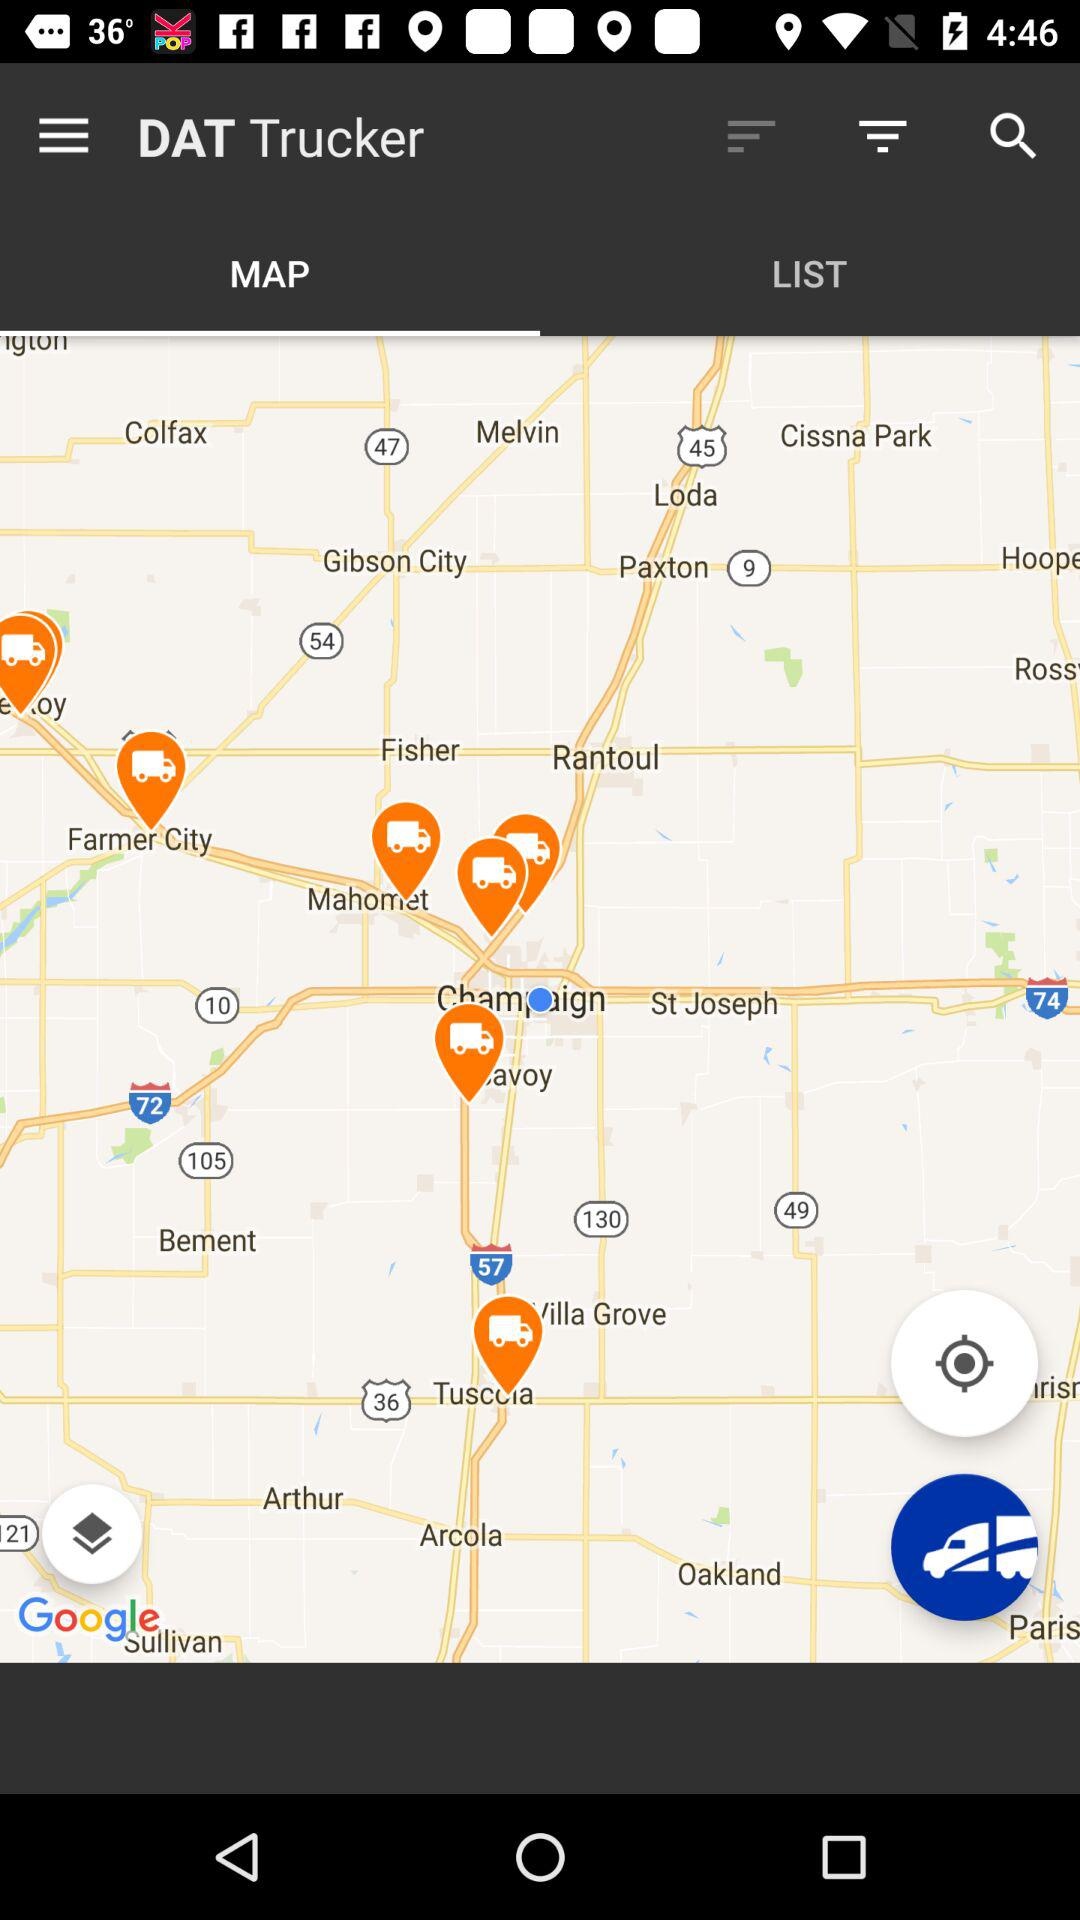 36°
K
POP
4:46
DAT Trucker
MAP
LIST
Colfax
47
Melvin
45
Cissna Park
Loda
Gibson City
Paxton
9
54
Fisher
Rantoul
Farmer City
Mahomet
Champaign
St Joseph
10
74
72
105
130
49
Bement
57
Villa Grove
36
Tuscola
Arthur
Arcola
Oakland
Google
Sullivan
Paris